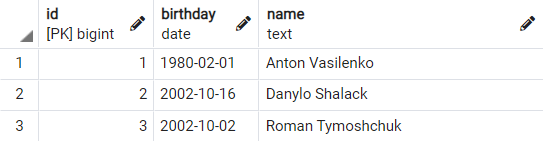 id birthday name
[PK] bigint date text
1 1 1980-02-01 Anton Vasilenko
2 2 2002-10-16 Danylo Shalack
3 3 2002-10-02 Roman Tymoshchuk